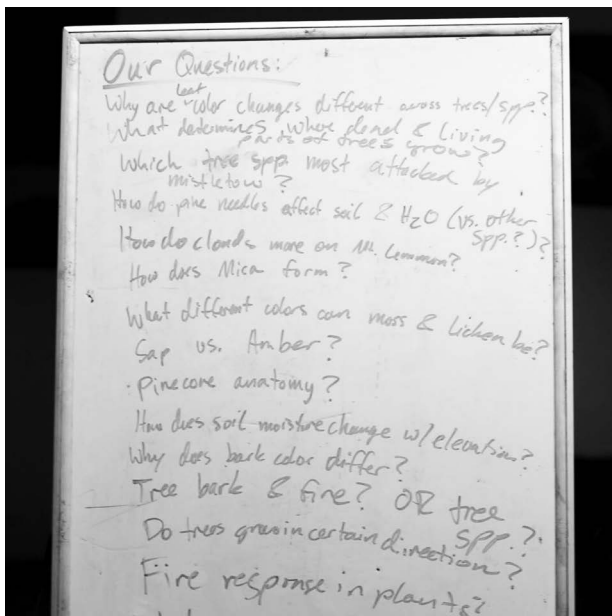 Our Questions:
Why are leaf color changes different across trees/spp.?
What determines where dead & living
parts of trees grow?
Which tree spp. most attacked by
mistletow?
How do pine needles affect soil & H2O (vs. other
spp.?)?
How do clouds move on Mt. Lemmon?
How does Mica form?
What different colors can moss & lichen be?
Sap vs. Amber?
Pinecone anatomy?
How does soil moisture change w/ elevation?
Why does bark color differ?
Tree bark & fire? OR tree
spp.?
Do trees grow in certain direction?
Fire response in plants?